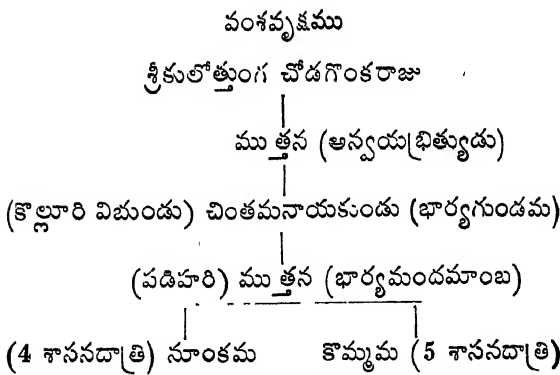 వంశవృక్షము
శ్రీకులోత్తుంగ చోడగొంకరాజు
ముత్తన (అన్వయభ్రిత్యుడు)
(కొల్లూరి విభుండు) చింతమనాయకుండు (భార్యగుండమ)
(పడిహరి) ముత్తన (భార్యమందమాంబ)
(4 శాసనదాత్రి) నూంకమ కొమ్మమ (5 శాసనదాత్రి)